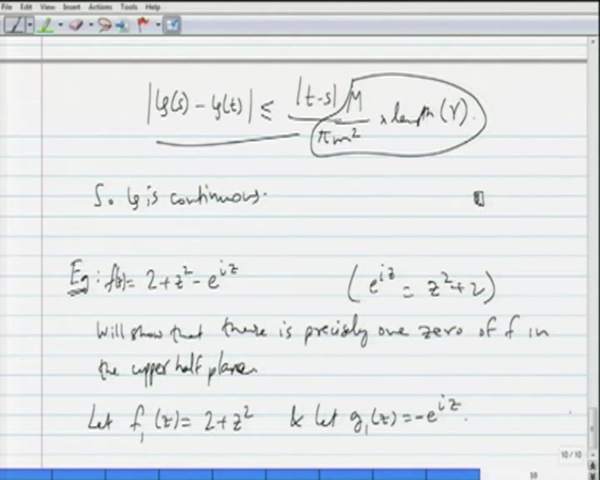 File Edit View Insert Actions Tools Help
|φ(s) - φ(t)| ≤ |t-s| M / πm² × length(γ).
So φ is continuous.
Eg: f(z) = 2+z² - e^{iz} (e^{iz} = z²+2)
Will show that there is precisely one zero of f in
the upper half plane.
Let f₁(z) = 2+z² & let g₁(z) = -e^{iz}.
10/10